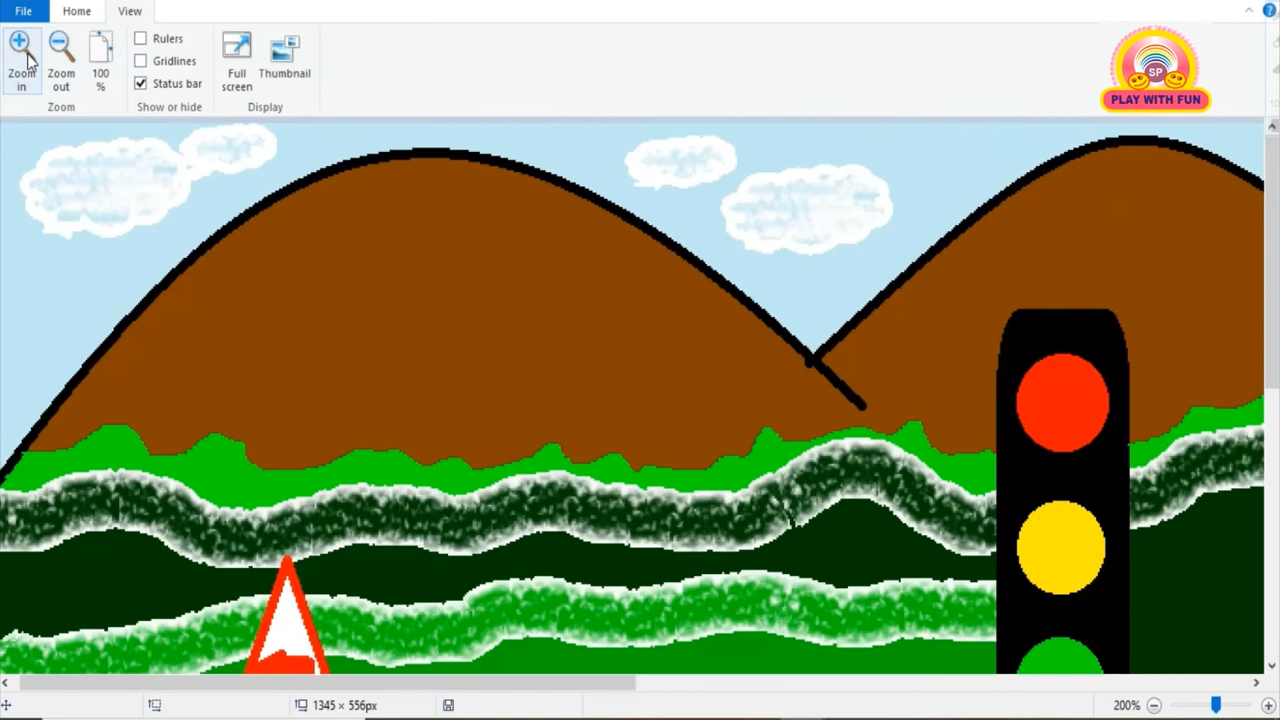 File
Home
View
Zoom in
Zoom out
100 %
Rulers
Gridlines
Status bar
Full screen
Thumbnail
Zoom
Show or hide
Display
SP
PLAY WITH FUN
1345 × 556px
200%